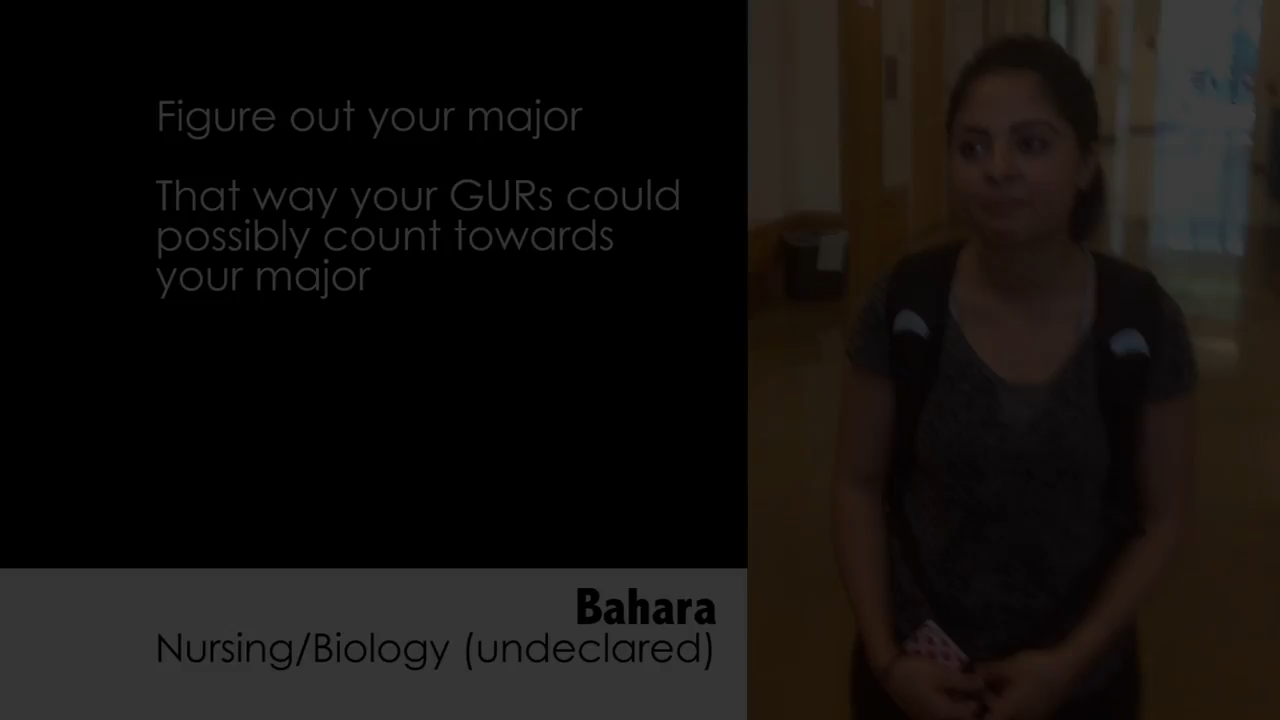 Figure out your major
That way your GURs could
possibly count towards
your major
Bahara
Nursing/Biology (undeclared)